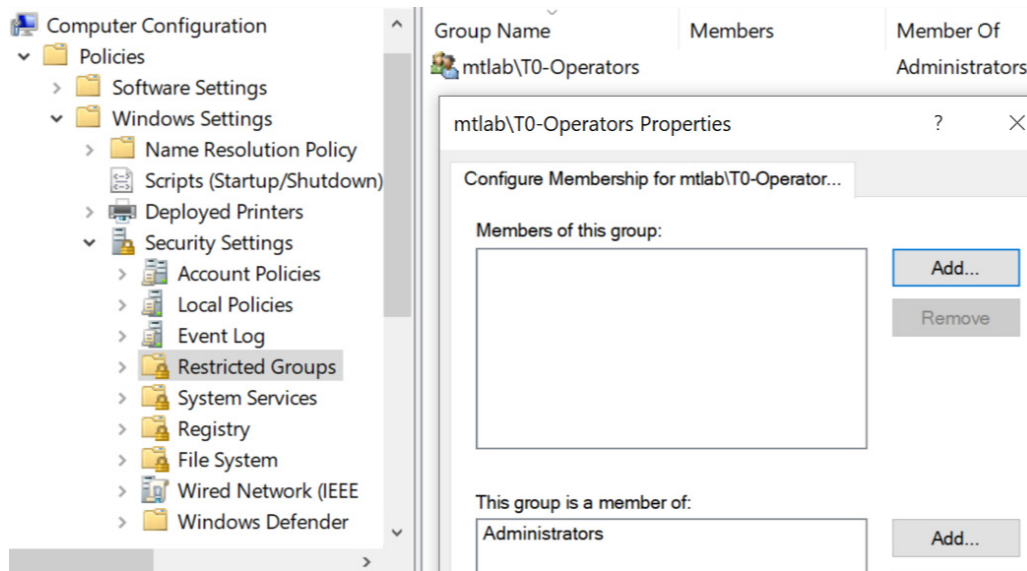 Computer Configuration
Policies
Software Settings
Windows Settings
Name Resolution Policy
Scripts (Startup/Shutdown)
Deployed Printers
Security Settings
Account Policies
Local Policies
Event Log
Restricted Groups
System Services
Registry
File System
Wired Network (IEEE
Windows Defender
Group Name Members Member Of
mtlab\T0-Operators Administrators
mtlab\T0-Operators Properties ? ×
Configure Membership for mtlab\T0-Operator...
Members of this group:
Add...
Remove
This group is a member of:
Administrators
Add...